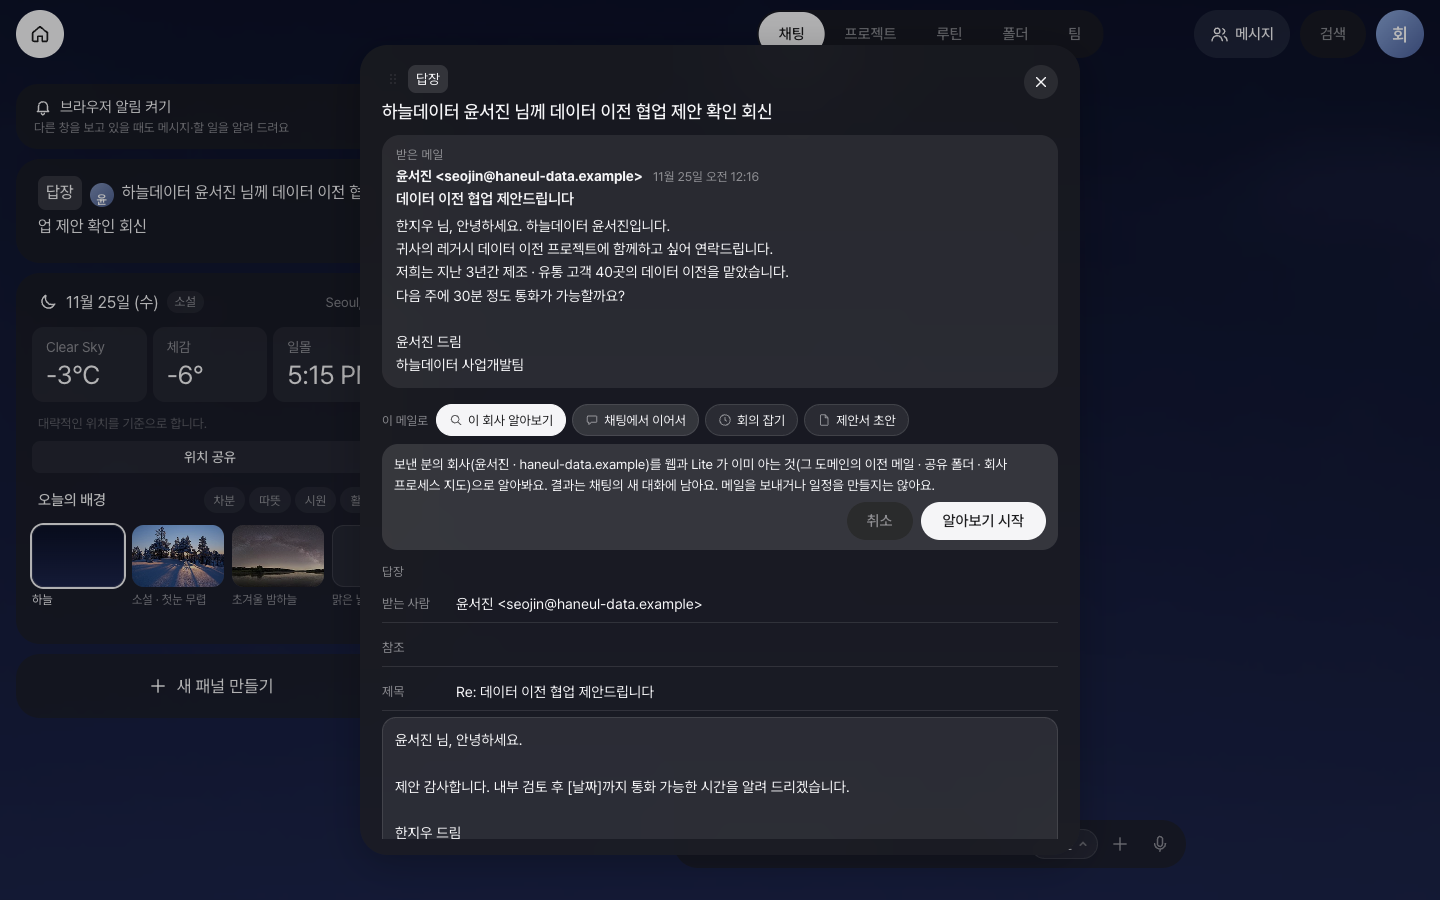 채팅
프로젝트
루틴
폴더
팀
메시지
검색
회
브라우저 알림 켜기
다른 창을 보고 있을 때도 메시지·할 일을 알려 드려요
답장 윤 하늘데이터 윤서진 님께 데이터 이전 협
업 제안 확인 회신
11월 25일 (수) 소설 Seoul,
Clear Sky 체감 일몰
-3°C -6° 5:15 P
대략적인 위치를 기준으로 합니다.
위치 공유
오늘의 배경 차분 따뜻 시원
하늘 소설 · 첫눈 무렵 초겨울 밤하늘 맑은
새 패널 만들기
답장
하늘데이터 윤서진 님께 데이터 이전 협업 제안 확인 회신
받은 메일
윤서진 <seojin@haneul-data.example> 11월 25일 오전 12:16
데이터 이전 협업 제안드립니다
한지우 님, 안녕하세요. 하늘데이터 윤서진입니다.
귀사의 레거시 데이터 이전 프로젝트에 함께하고 싶어 연락드립니다.
저희는 지난 3년간 제조 · 유통 고객 40곳의 데이터 이전을 맡았습니다.
다음 주에 30분 정도 통화가 가능할까요?
윤서진 드림
하늘데이터 사업개발팀
이 메일로 이 회사 알아보기 채팅에서 이어서 회의 잡기 제안서 초안
보낸 분의 회사(윤서진 · haneul-data.example)를 웹과 Lite 가 이미 아는 것(그 도메인의 이전 메일 · 공유 폴더 · 회사
프로세스 지도)으로 알아봐요. 결과는 채팅의 새 대화에 남아요. 메일을 보내거나 일정을 만들지는 않아요.
취소 알아보기 시작
답장
받는 사람 윤서진 <seojin@haneul-data.example>
참조
제목 Re: 데이터 이전 협업 제안드립니다
윤서진 님, 안녕하세요.
제안 감사합니다. 내부 검토 후 [날짜]까지 통화 가능한 시간을 알려 드리겠습니다.
한지우 드림